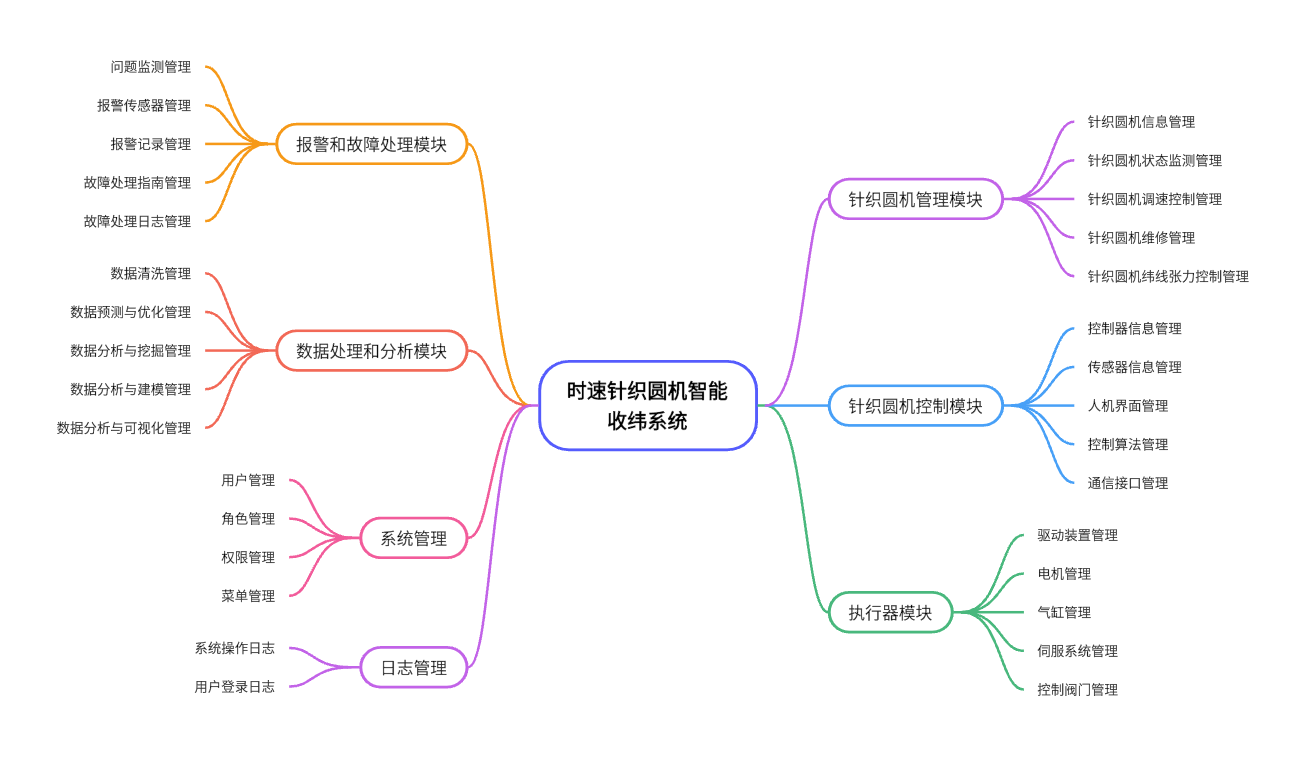 时速针织圆机智能
收纬系统
针织圆机管理模块
针织圆机信息管理
针织圆机状态监测管理
针织圆机调速控制管理
针织圆机维修管理
针织圆机纬线张力控制管理
针织圆机控制模块
控制器信息管理
传感器信息管理
人机界面管理
控制算法管理
通信接口管理
执行器模块
驱动装置管理
电机管理
气缸管理
伺服系统管理
控制阀门管理
报警和故障处理模块
问题监测管理
报警传感器管理
报警记录管理
故障处理指南管理
故障处理日志管理
数据处理和分析模块
数据清洗管理
数据预测与优化管理
数据分析与挖掘管理
数据分析与建模管理
数据分析与可视化管理
系统管理
用户管理
角色管理
权限管理
菜单管理
日志管理
系统操作日志
用户登录日志